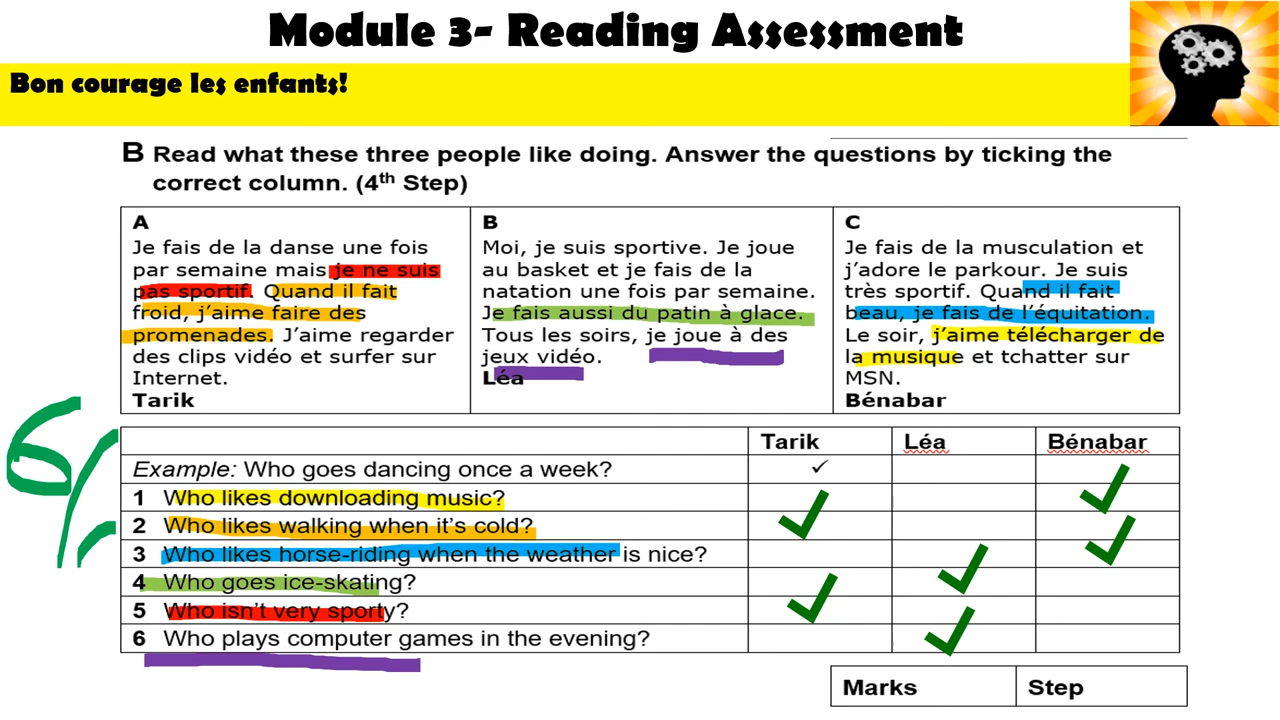 Module 3- Reading Assessment
Bon courage les enfants!
B Read what these three people like doing. Answer the questions by ticking the
correct column. (4th Step)
A
Je fais de la danse une fois
par semaine mais je ne suis
pas sportif. Quand il fait
froid, j'aime faire des
promenades. J'aime regarder
des clips vidéo et surfer sur
Internet.
Tarik
B
Moi, je suis sportive. Je joue
au basket et je fais de la
natation une fois par semaine.
Je fais aussi du patin à glace.
Tous les soirs, je joue à des
jeux vidéo.
Léa
C
Je fais de la musculation et
j'adore le parkour. Je suis
très sportif. Quand il fait
beau, je fais de l'équitation.
Le soir, j'aime télécharger de
la musique et tchatter sur
MSN.
Bénabar
Tarik Léa Bénabar
Example: Who goes dancing once a week?
1 Who likes downloading music?
2 Who likes walking when it's cold?
3 Who likes horse-riding when the weather is nice?
4 Who goes ice-skating?
5 Who isn't very sporty?
6 Who plays computer games in the evening?
6/
Marks Step